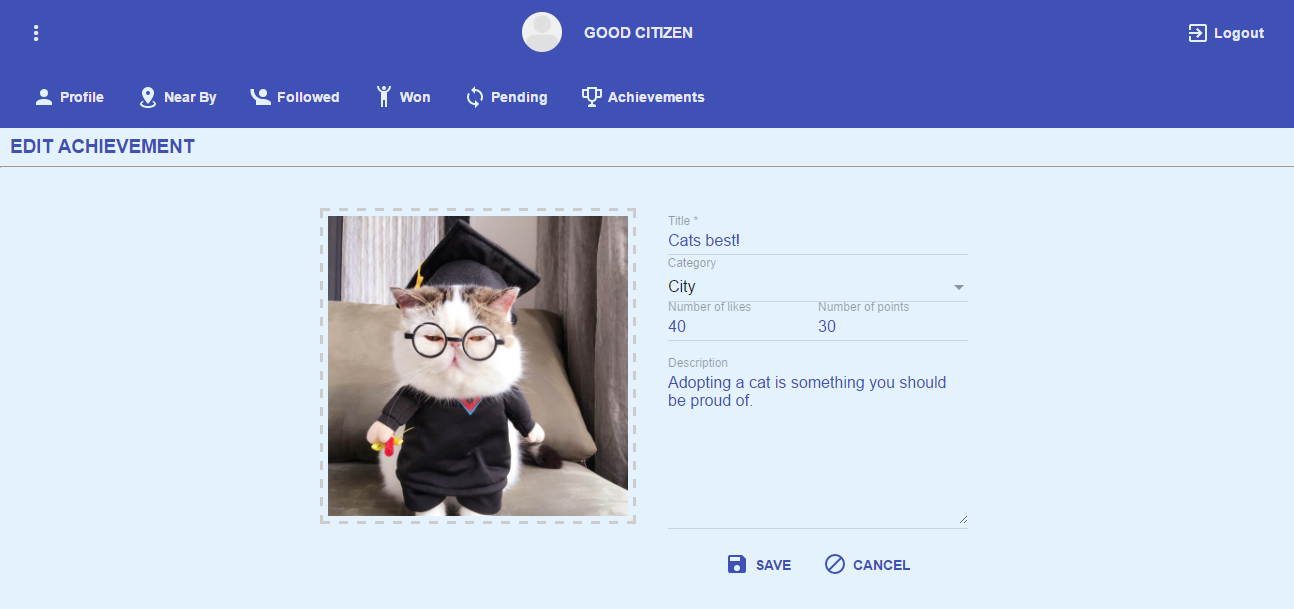 GOOD CITIZEN
Logout
Profile
Near By
Followed
Won
Pending
Achievements
EDIT ACHIEVEMENT
Title *
Cats best!
Category
City
Number of likes
Number of points
40
30
Description
Adopting a cat is something you should
be proud of.
SAVE
CANCEL